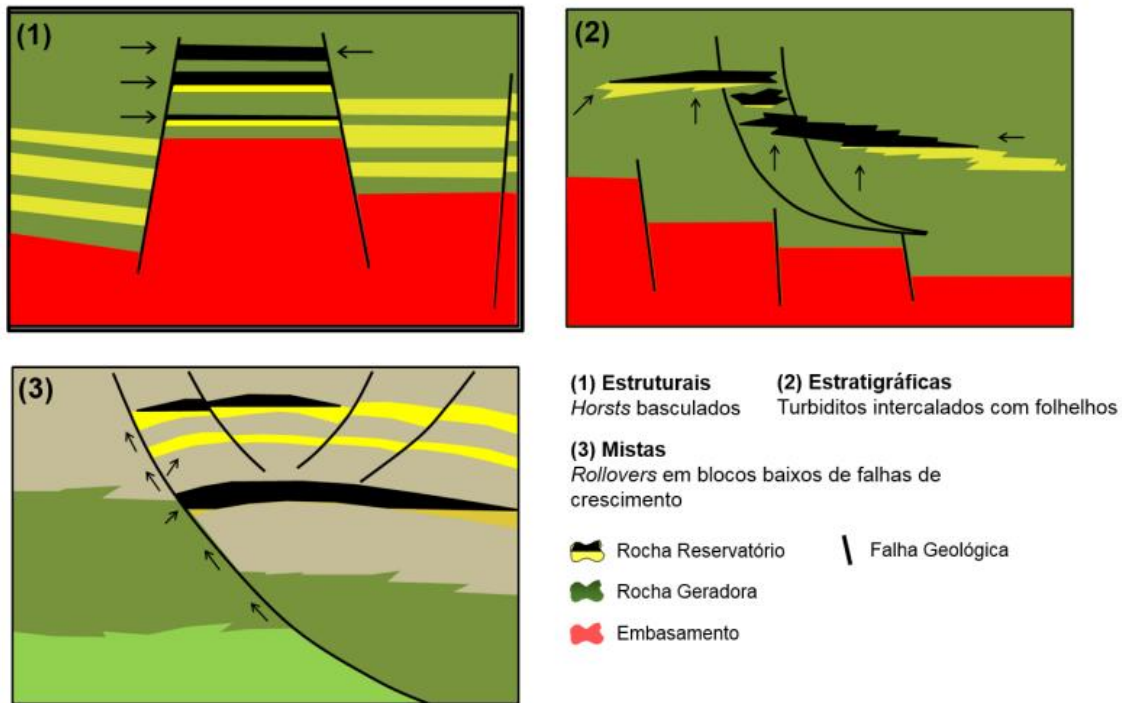 (1)
(2)
(3)
(1) Estruturais
Horsts basculados
(2) Estratigráficas
Turbiditos intercalados com folhelhos
(3) Mistas
Rollovers em blocos baixos de falhas de
crescimento
Rocha Reservatório
Falha Geológica
Rocha Geradora
Embasamento